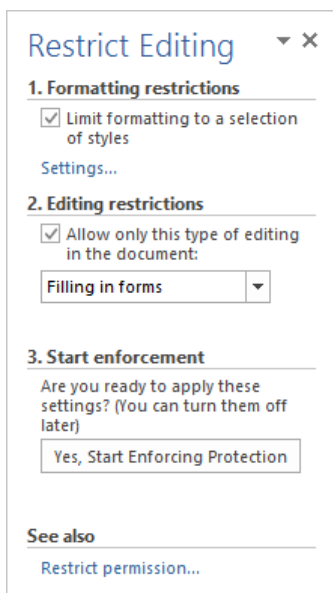 Restrict Editing
1. Formatting restrictions
Limit formatting to a selection
of styles
Settings...
2. Editing restrictions
Allow only this type of editing
in the document:
Filling in forms
3. Start enforcement
Are you ready to apply these
settings? (You can turn them off
later)
Yes, Start Enforcing Protection
See also
Restrict permission...